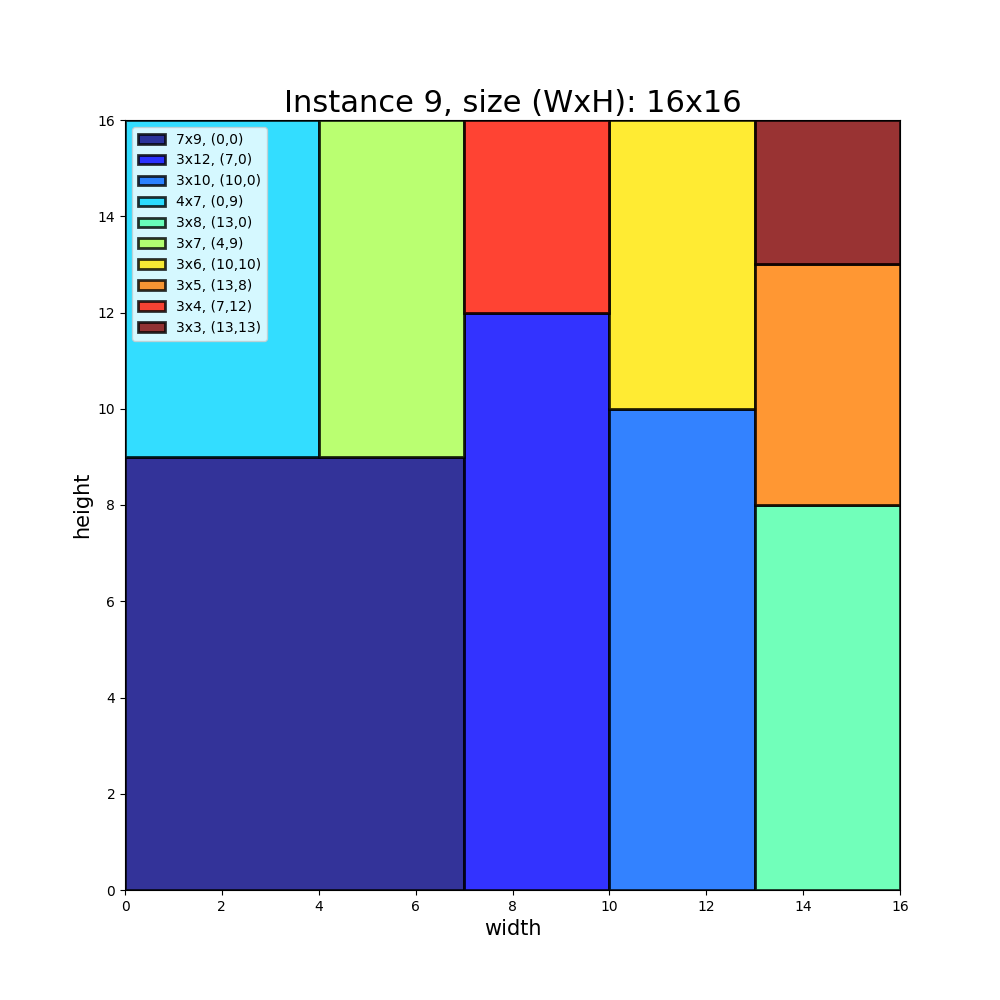 Instance 9, size (WxH): 16x16
16
14
12
10
8
6
4
2
0
height
7x9, (0,0)
3x12, (7,0)
3x10, (10,0)
4x7, (0,9)
3x8, (13,0)
3x7, (4,9)
3x6, (10,10)
3x5, (13,8)
3x4, (7,12)
3x3, (13,13)
0 2 4 6 8 10 12 14 16
width